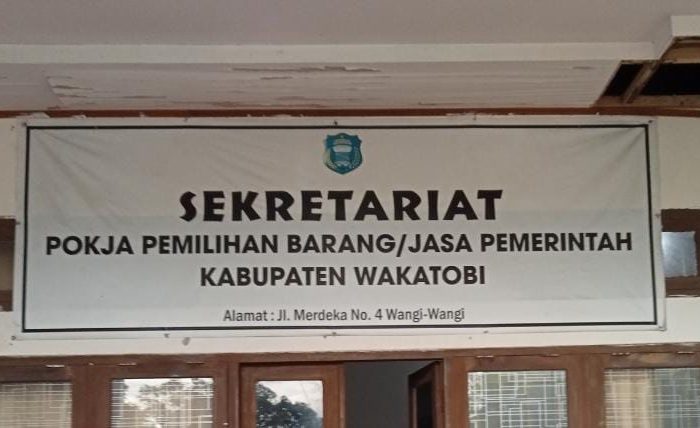 SEKRETARIAT
POKJA PEMILIHAN BARANG/JASA PEMERINTAH
KABUPATEN WAKATOBI
Alamat : Jl. Merdeka No. 4 Wangi-Wangi